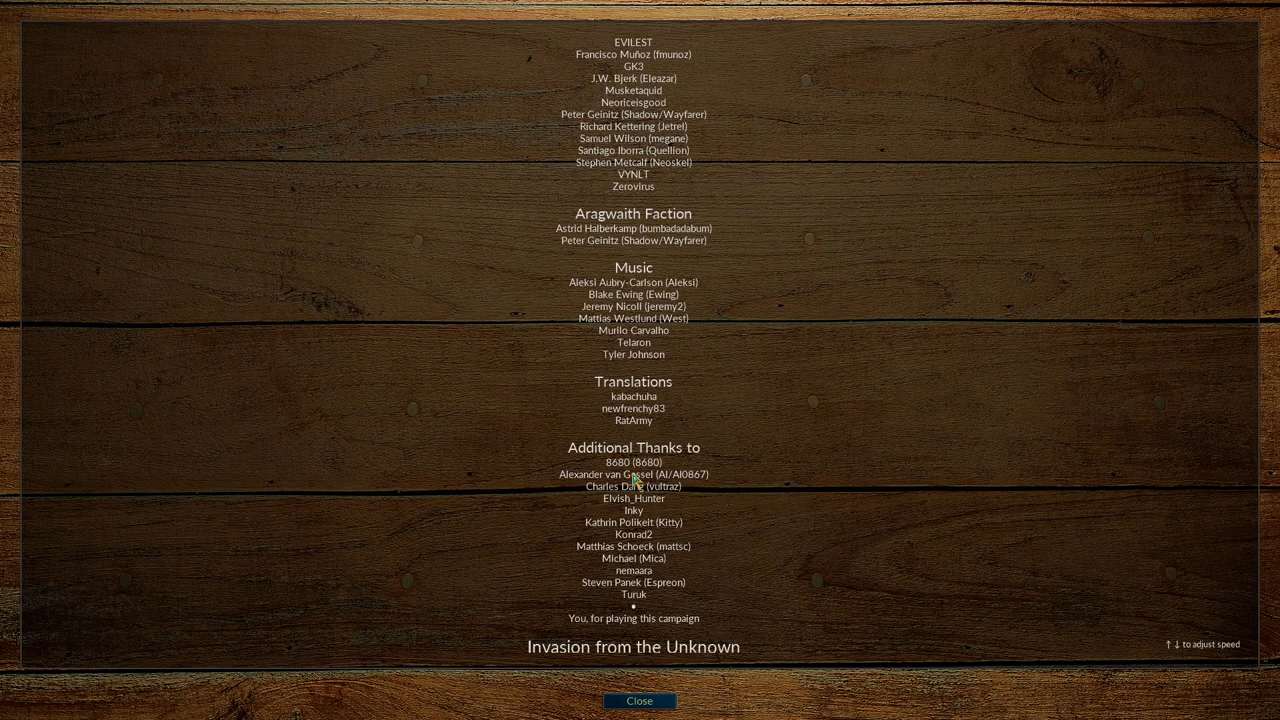 EVILEST
Francisco Muñoz (fmunoz)
GK3
J.W. Bjerk (Eleazar)
Musketaquid
Neoriceisgood
Peter Geinitz (Shadow/Wayfarer)
Richard Kettering (Jetrel)
Samuel Wilson (megane)
Santiago Iborra (Quellion)
Stephen Metcalf (Neoskel)
VYNLT
Zerovirus
Aragwaith Faction
Astrid Halberkamp (bumbadadabum)
Peter Geinitz (Shadow/Wayfarer)
Music
Aleksi Aubry-Carlson (Aleksi)
Blake Ewing (Ewing)
Jeremy Nicoll (jeremy2)
Mattias Westlund (West)
Murilo Carvalho
Telaron
Tyler Johnson
Translations
kabachuha
newfrenchy83
RatArmy
Additional Thanks to
8680 (8680)
Alexander van Gessel (AI/AI0867)
Charles Dang (vultraz)
Elvish_Hunter
Inky
Kathrin Polikeit (Kitty)
Konrad2
Matthias Schoeck (mattsc)
Michael (Mica)
nemaara
Steven Panek (Espreon)
Turuk
•
You, for playing this campaign
Invasion from the Unknown
↑ ↓ to adjust speed
Close